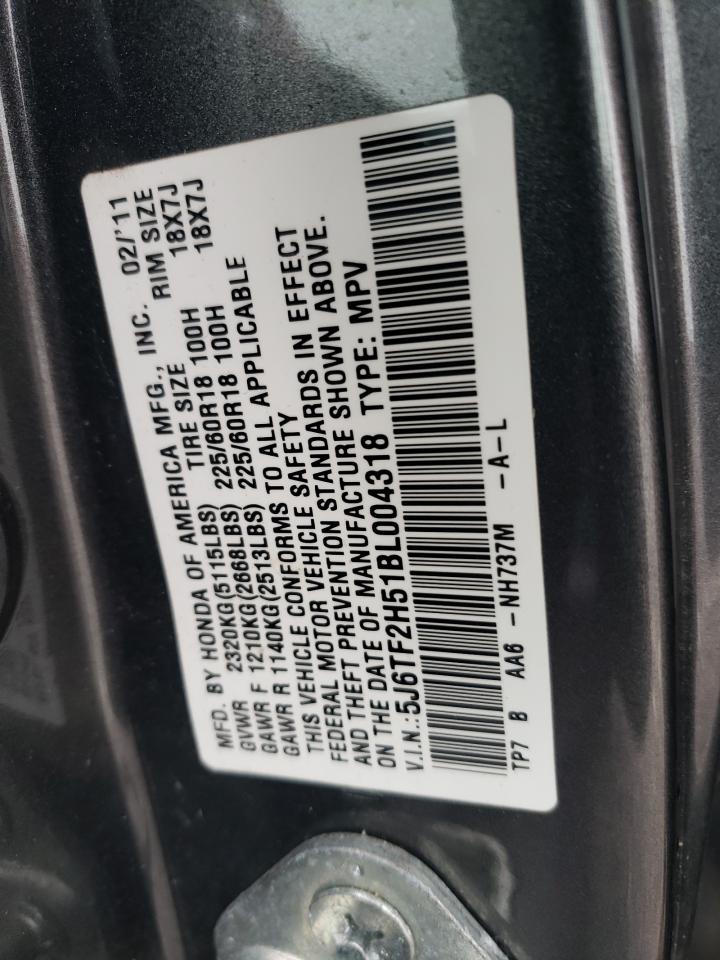 MFD. BY HONDA OF AMERICA MFG., INC. 02/'11
GVWR 2320KG(5115LBS) TIRE SIZE RIM SIZE
GAWR F 1210KG(2668LBS) 225/60R18 100H 18X7J
GAWR R 1140KG(2513LBS) 225/60R18 100H 18X7J
THIS VEHICLE CONFORMS TO ALL APPLICABLE
FEDERAL MOTOR VEHICLE SAFETY
AND THEFT PREVENTION STANDARDS IN EFFECT
ON THE DATE OF MANUFACTURE SHOWN ABOVE.
V.I.N.: 5J6TF2H51BL004318 TYPE: MPV
TP7 B AA6 -NH737M -A-L